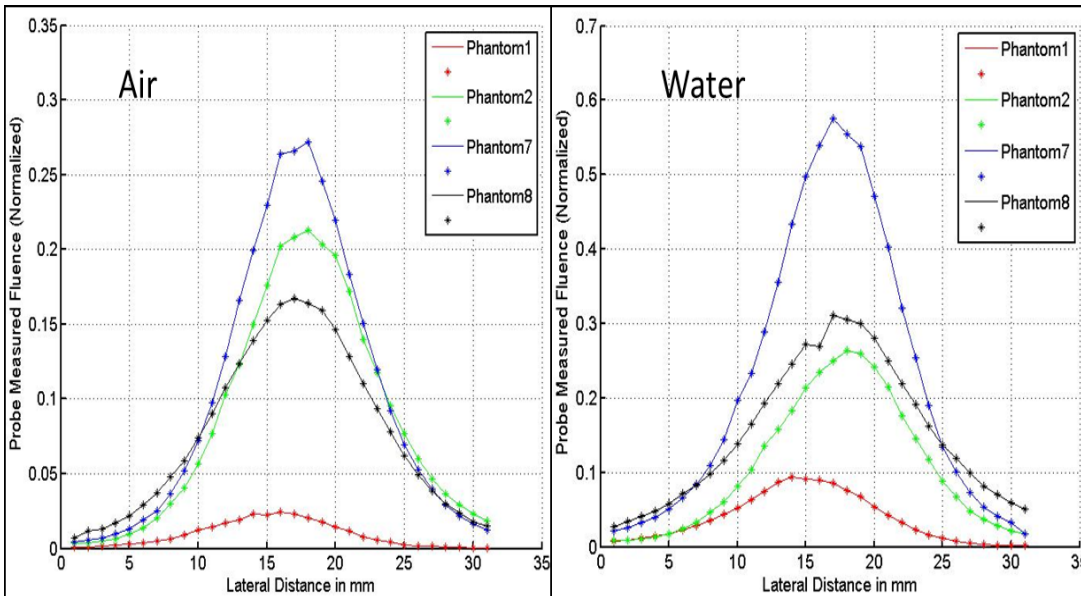 Air
Probe Measured Fluence (Normalized)
0.35
0.3
0.25
0.2
0.15
0.1
0.05
0
0 5 10 15 20 25 30 35
Lateral Distance in mm
Phantom1
Phantom2
Phantom7
Phantom8
Water
Probe Measured Fluence (Normalized)
0.7
0.6
0.5
0.4
0.3
0.2
0.1
0
0 5 10 15 20 25 30 35
Lateral Distance in mm
Phantom1
Phantom2
Phantom7
Phantom8